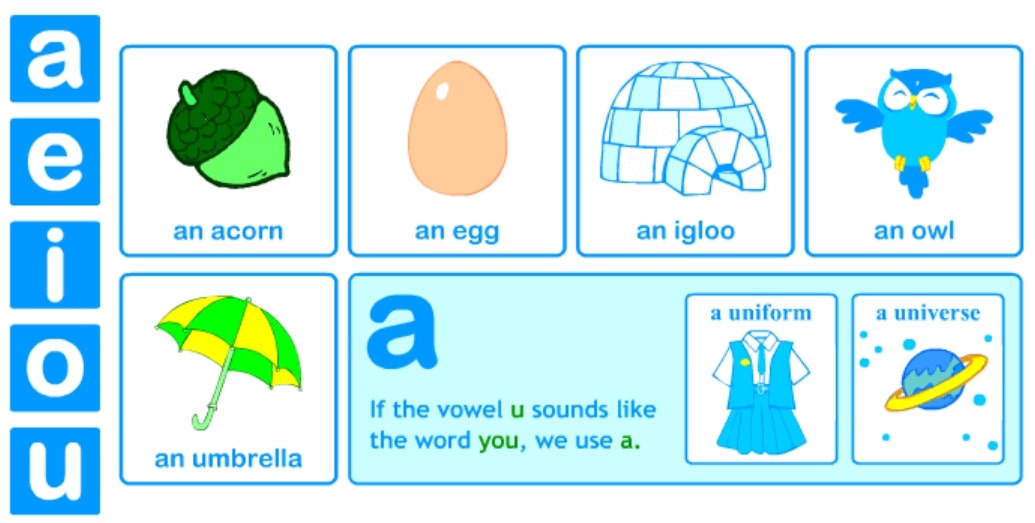 a
e
i
o
u
an acorn
an egg
an igloo
an owl
an umbrella
a
If the vowel u sounds like
the word you, we use a.
a uniform
a universe